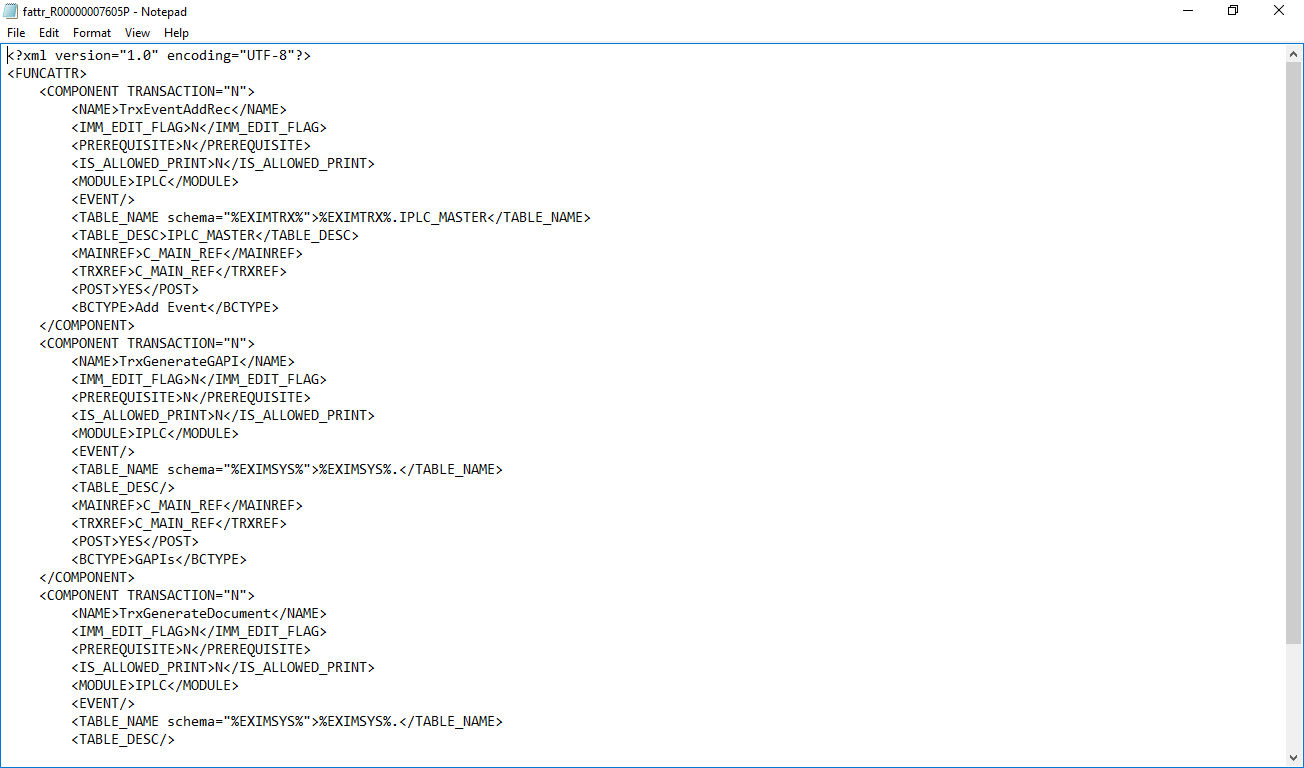 fattr_R00000007605P - Notepad
File Edit Format View Help
<?xml version="1.0" encoding="UTF-8"?>
<FUNCATTR>
    <COMPONENT TRANSACTION="N">
        <NAME>TrxEventAddRec</NAME>
        <IMM_EDIT_FLAG>N</IMM_EDIT_FLAG>
        <PREREQUISITE>N</PREREQUISITE>
        <IS_ALLOWED_PRINT>N</IS_ALLOWED_PRINT>
        <MODULE>IPLC</MODULE>
        <EVENT/>
        <TABLE_NAME schema="%EXIMTRX%">%EXIMTRX%.IPLC_MASTER</TABLE_NAME>
        <TABLE_DESC>IPLC_MASTER</TABLE_DESC>
        <MAINREF>C_MAIN_REF</MAINREF>
        <TRXREF>C_MAIN_REF</TRXREF>
        <POST>YES</POST>
        <BCTYPE>Add Event</BCTYPE>
    </COMPONENT>
    <COMPONENT TRANSACTION="N">
        <NAME>TrxGenerateGAPI</NAME>
        <IMM_EDIT_FLAG>N</IMM_EDIT_FLAG>
        <PREREQUISITE>N</PREREQUISITE>
        <IS_ALLOWED_PRINT>N</IS_ALLOWED_PRINT>
        <MODULE>IPLC</MODULE>
        <EVENT/>
        <TABLE_NAME schema="%EXIMSYS%">%EXIMSYS%.</TABLE_NAME>
        <TABLE_DESC/>
        <MAINREF>C_MAIN_REF</MAINREF>
        <TRXREF>C_MAIN_REF</TRXREF>
        <POST>YES</POST>
        <BCTYPE>GAPIs</BCTYPE>
    </COMPONENT>
    <COMPONENT TRANSACTION="N">
        <NAME>TrxGenerateDocument</NAME>
        <IMM_EDIT_FLAG>N</IMM_EDIT_FLAG>
        <PREREQUISITE>N</PREREQUISITE>
        <IS_ALLOWED_PRINT>N</IS_ALLOWED_PRINT>
        <MODULE>IPLC</MODULE>
        <EVENT/>
        <TABLE_NAME schema="%EXIMSYS%">%EXIMSYS%.</TABLE_NAME>
        <TABLE_DESC/>